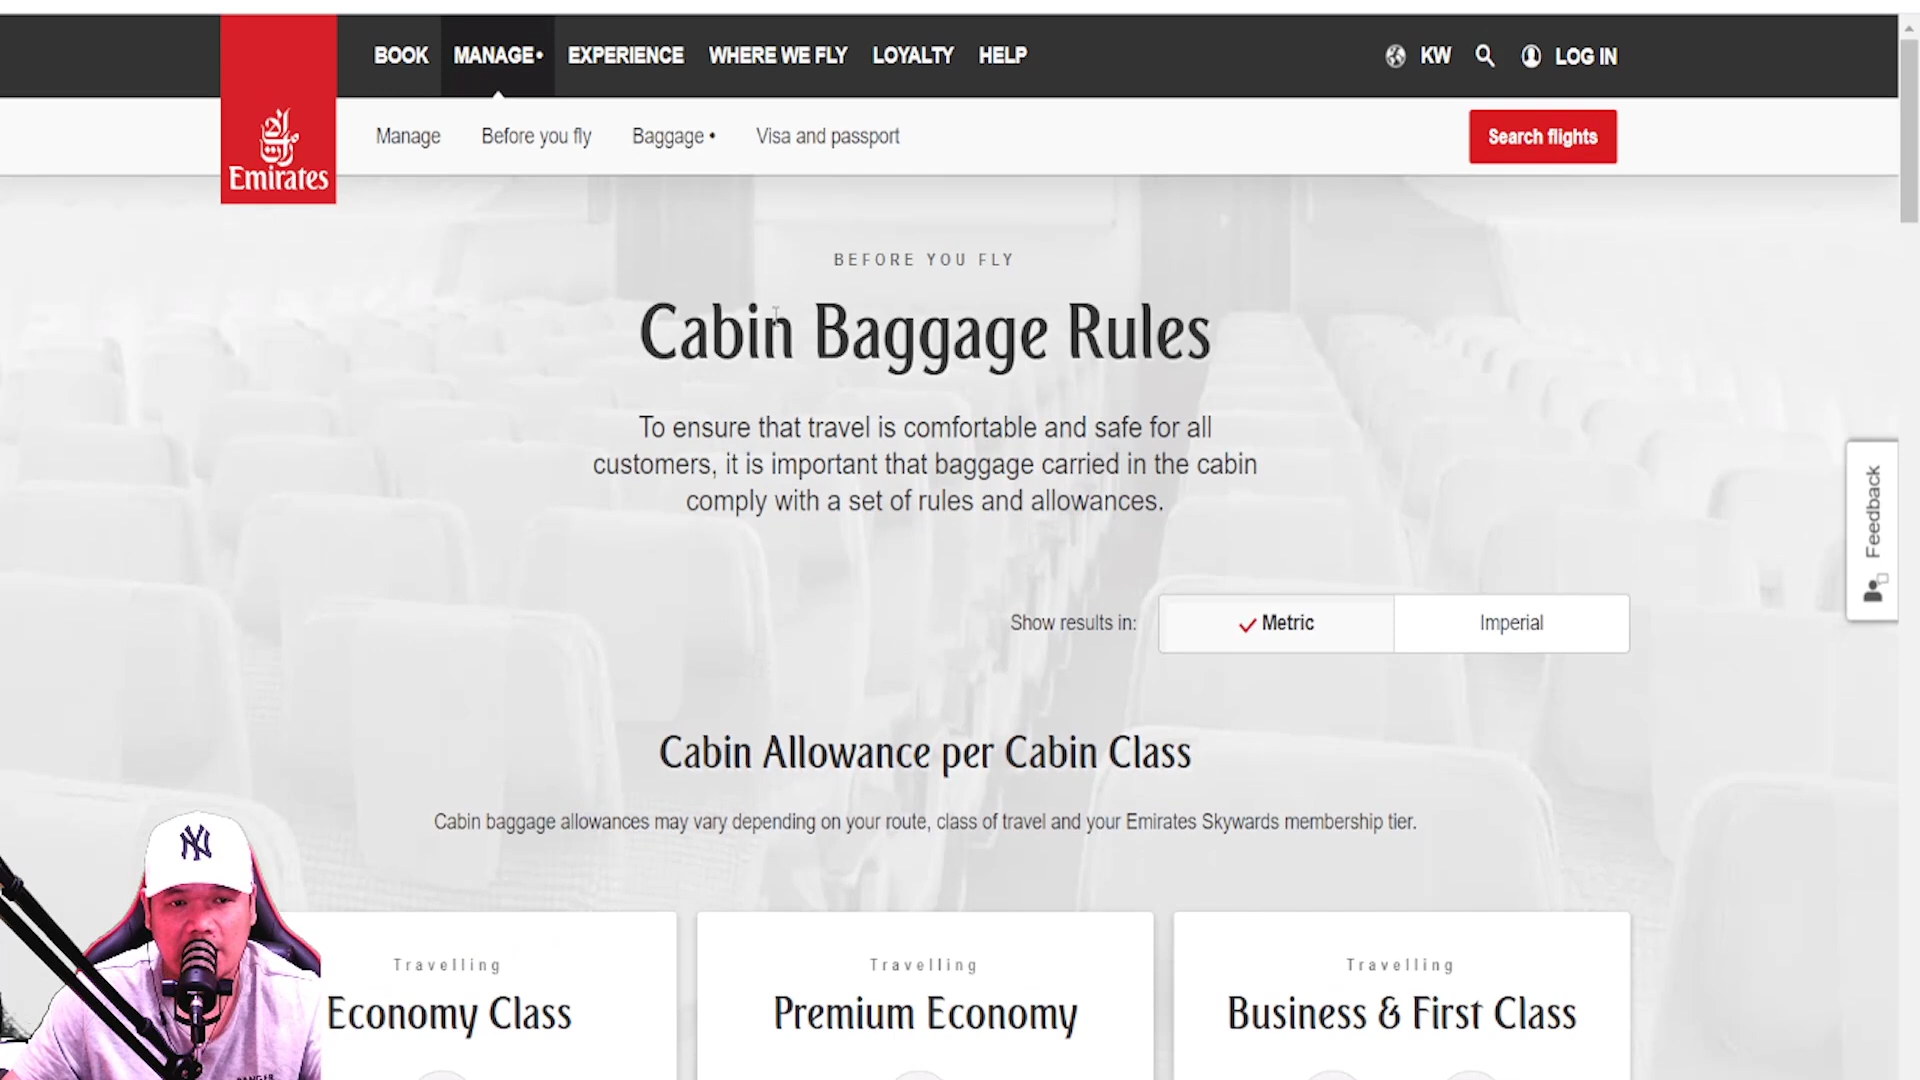 BOOK MANAGE• EXPERIENCE WHERE WE FLY LOYALTY HELP KW LOG IN
Emirates
Manage Before you fly Baggage • Visa and passport Search flights
BEFORE YOU FLY
Cabin Baggage Rules
To ensure that travel is comfortable and safe for all
customers, it is important that baggage carried in the cabin
comply with a set of rules and allowances.
Feedback
Show results in: Metric Imperial
Cabin Allowance per Cabin Class
Cabin baggage allowances may vary depending on your route, class of travel and your Emirates Skywards membership tier.
NY
Travelling Travelling Travelling
Economy Class Premium Economy Business & First Class